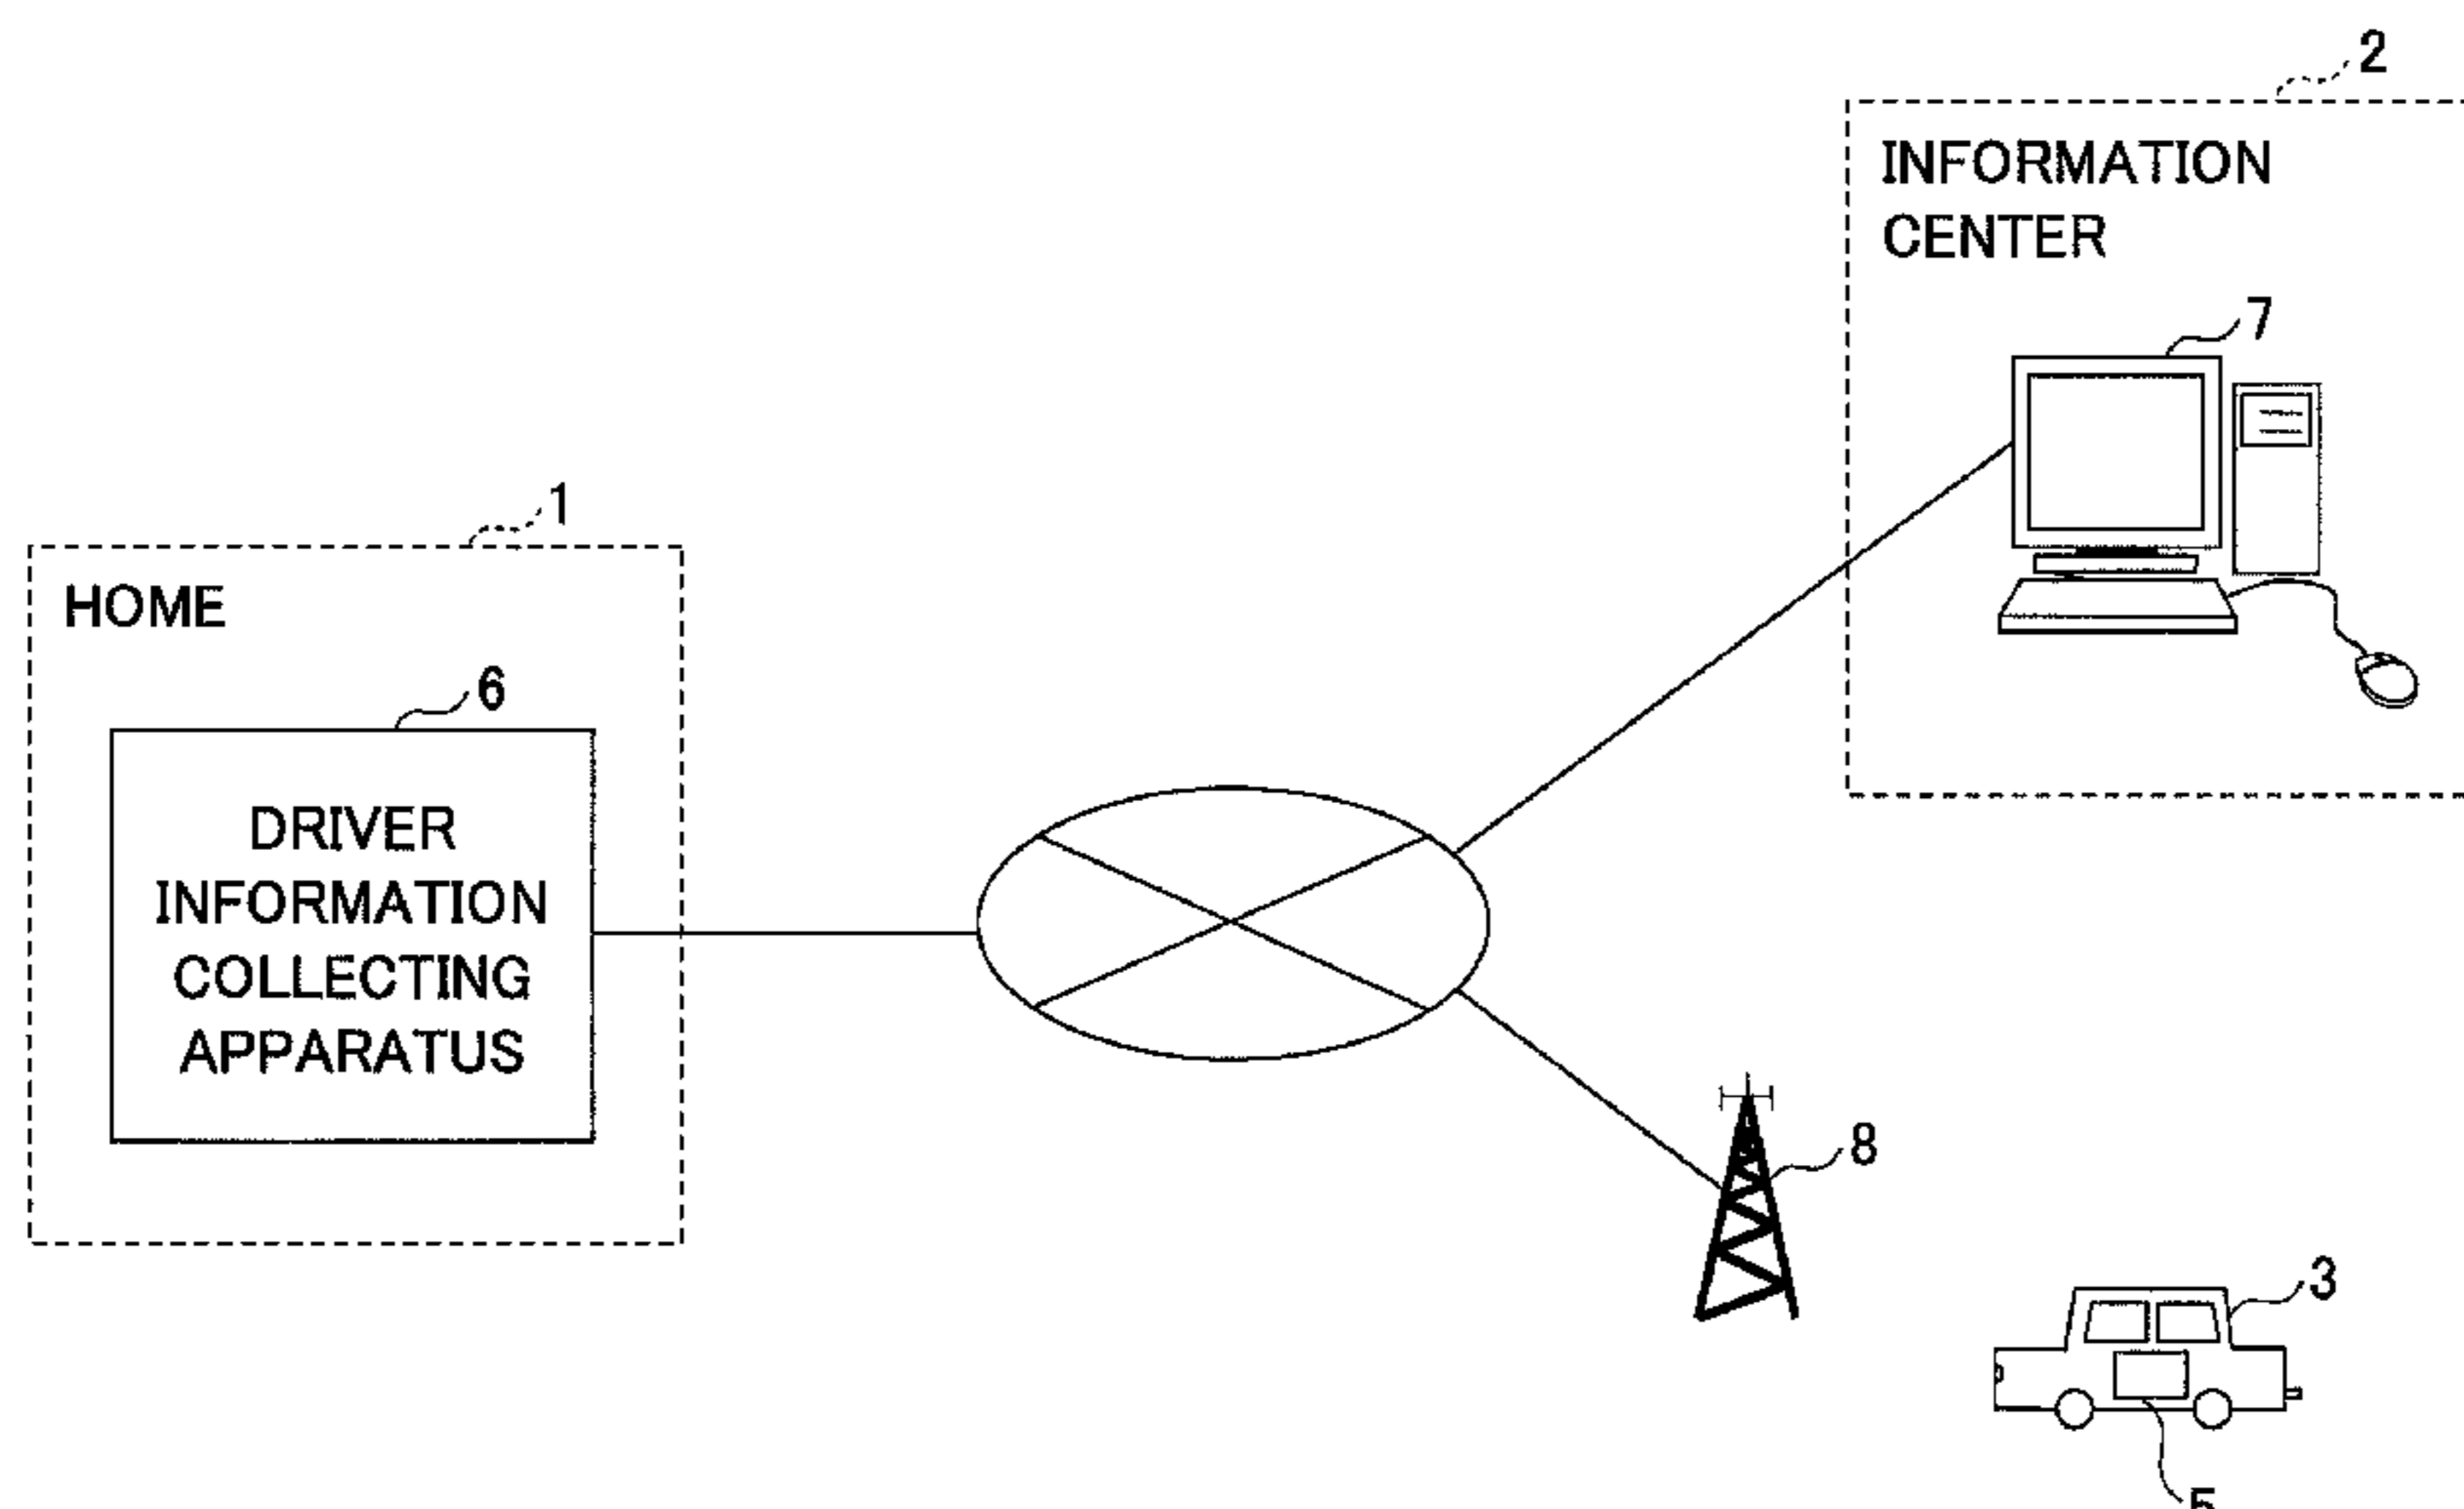 2
INFORMATION
CENTER
7
1
HOME
6
DRIVER
INFORMATION
COLLECTING
APPARATUS
8
3
5